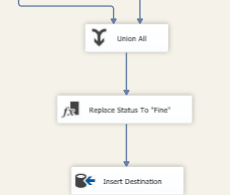 Union All
Replace Status To "Fine"
Insert Destination